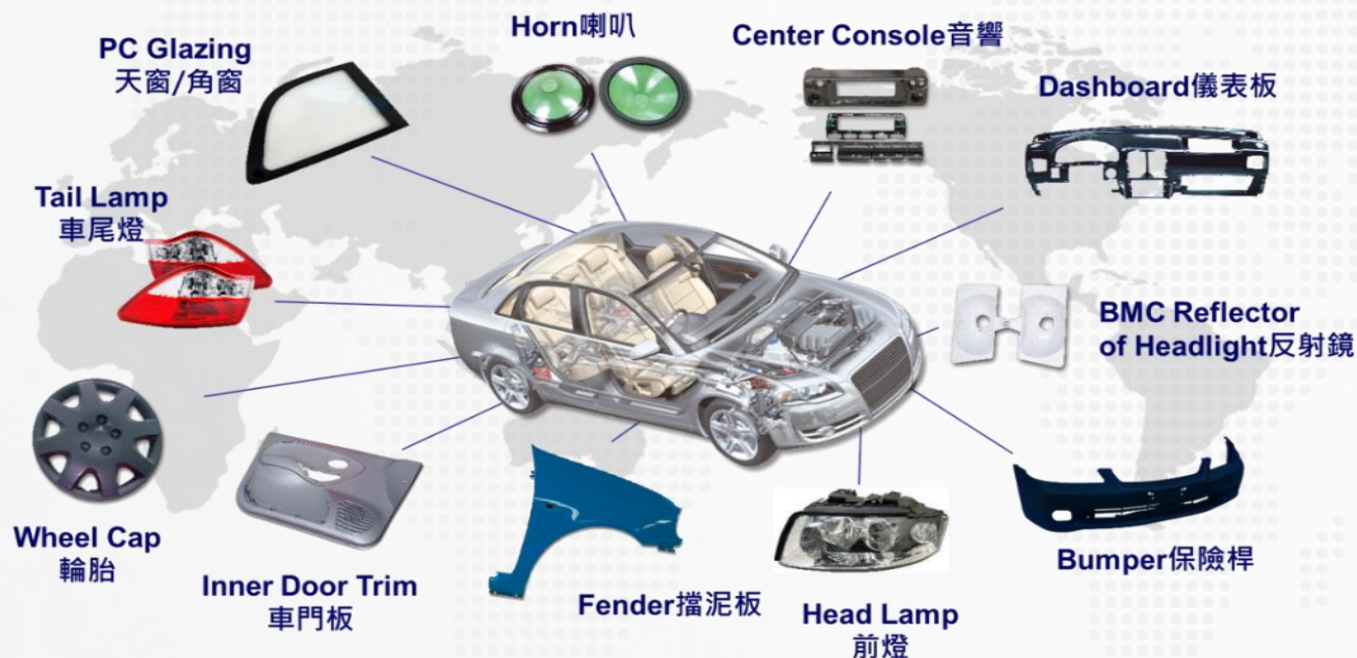 PC Glazing
天窗/角窗
Horn喇叭
Center Console音響
Dashboard儀表板
Tail Lamp
車尾燈
BMC Reflector
of Headlight反射鏡
Wheel Cap
輪胎
Inner Door Trim
車門板
Fender擋泥板
Head Lamp
前燈
Bumper保險桿